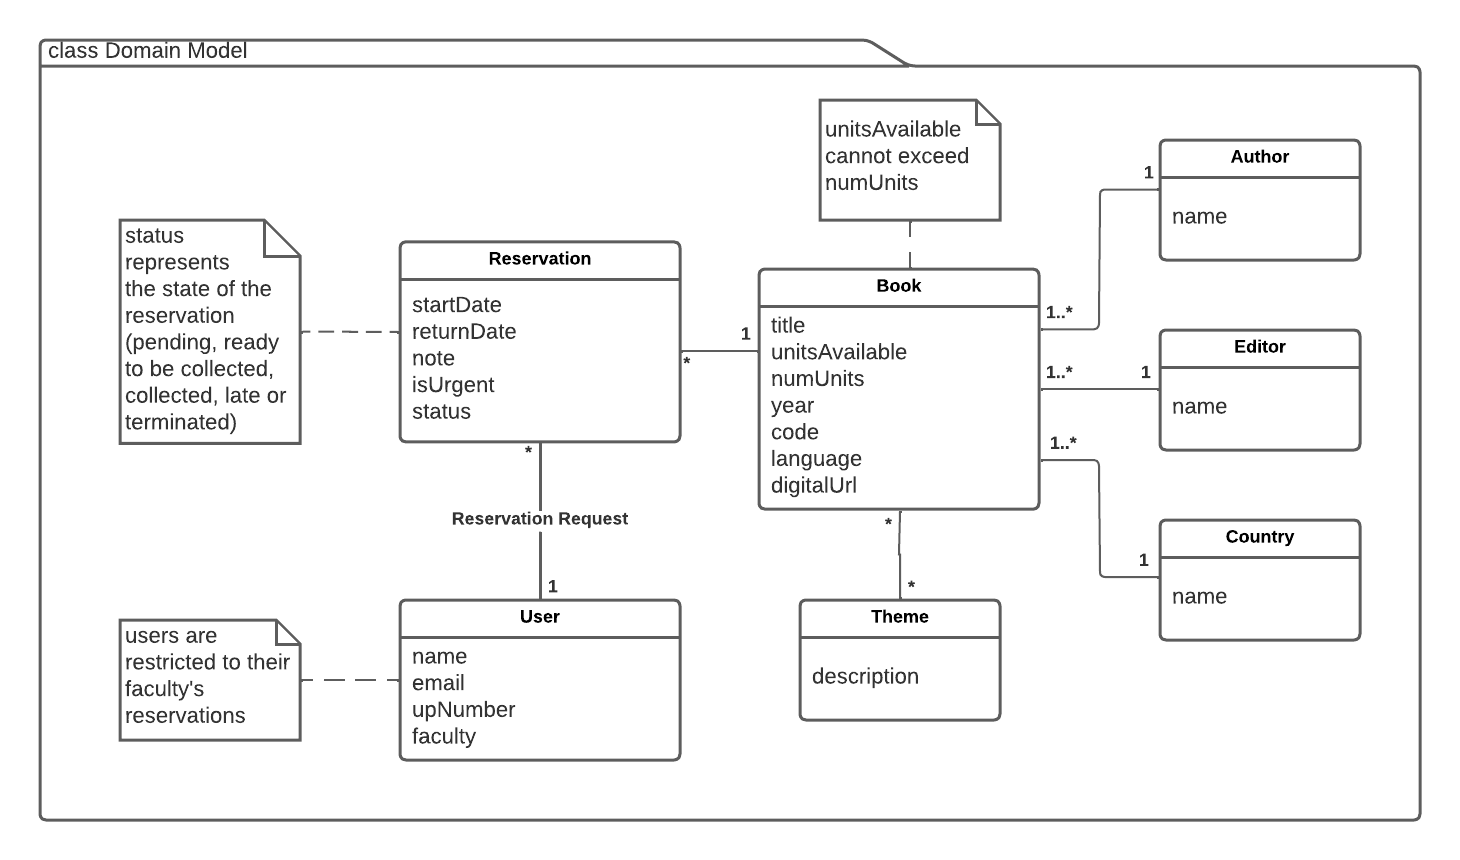 class Domain Model
unitsAvailable
cannot exceed
numUnits
Author
name
1
status
represents
the state of the
reservation
(pending, ready
to be collected,
collected, late or
terminated)
Reservation
startDate
returnDate
note
isUrgent
status
1
*
Book
title
unitsAvailable
numUnits
year
code
language
digitalUrl
1..*
1..*
1
Editor
name
1..*
*
Reservation Request
1
*
*
1
Country
name
users are
restricted to their
faculty's
reservations
User
name
email
upNumber
faculty
Theme
description